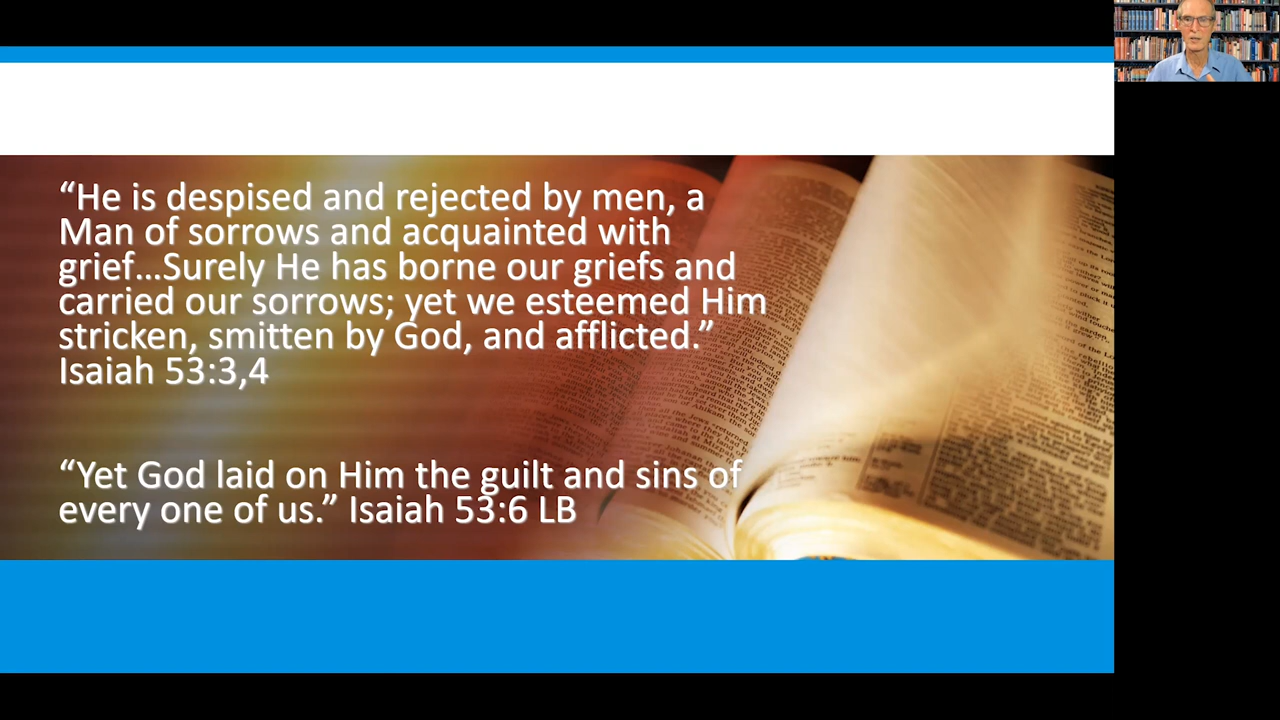 “He is despised and rejected by men, a
Man of sorrows and acquainted with
grief...Surely He has borne our griefs and
carried our sorrows; yet we esteemed Him
stricken, smitten by God, and afflicted.”
Isaiah 53:3,4
“Yet God laid on Him the guilt and sins of
every one of us.” Isaiah 53:6 LB